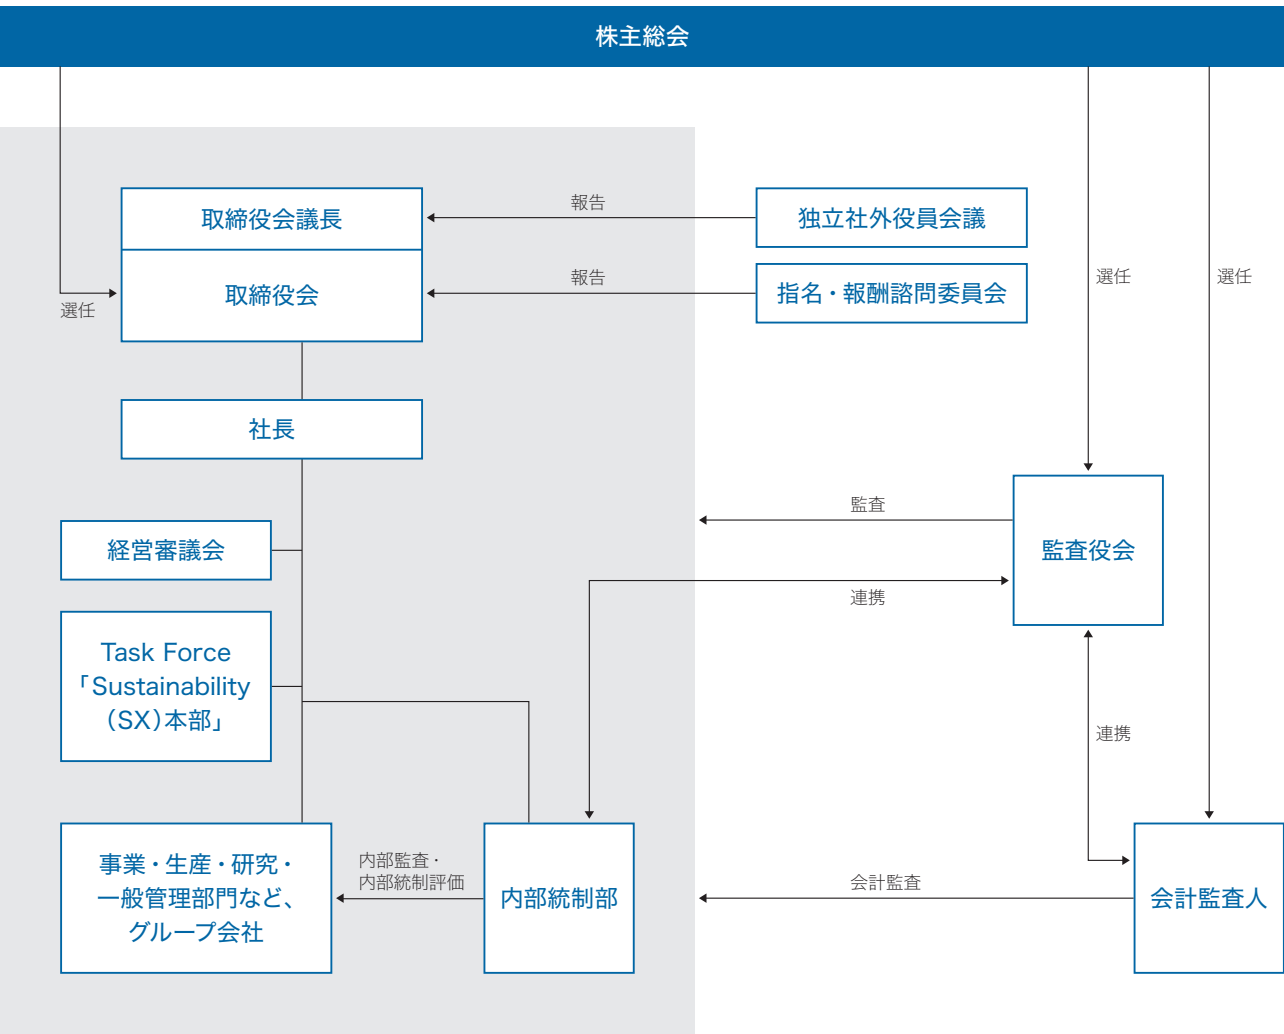 株主総会
取締役会議長
報告
独立社外役員会議
取締役会
報告
指名・報酬諮問委員会
選任
選任
選任
社長
経営審議会
監査
監査役会
連携
Task Force
「Sustainability
(SX)本部」
連携
事業・生産・研究・
一般管理部門など、
グループ会社
内部監査・
内部統制評価
内部統制部
会計監査
会計監査人